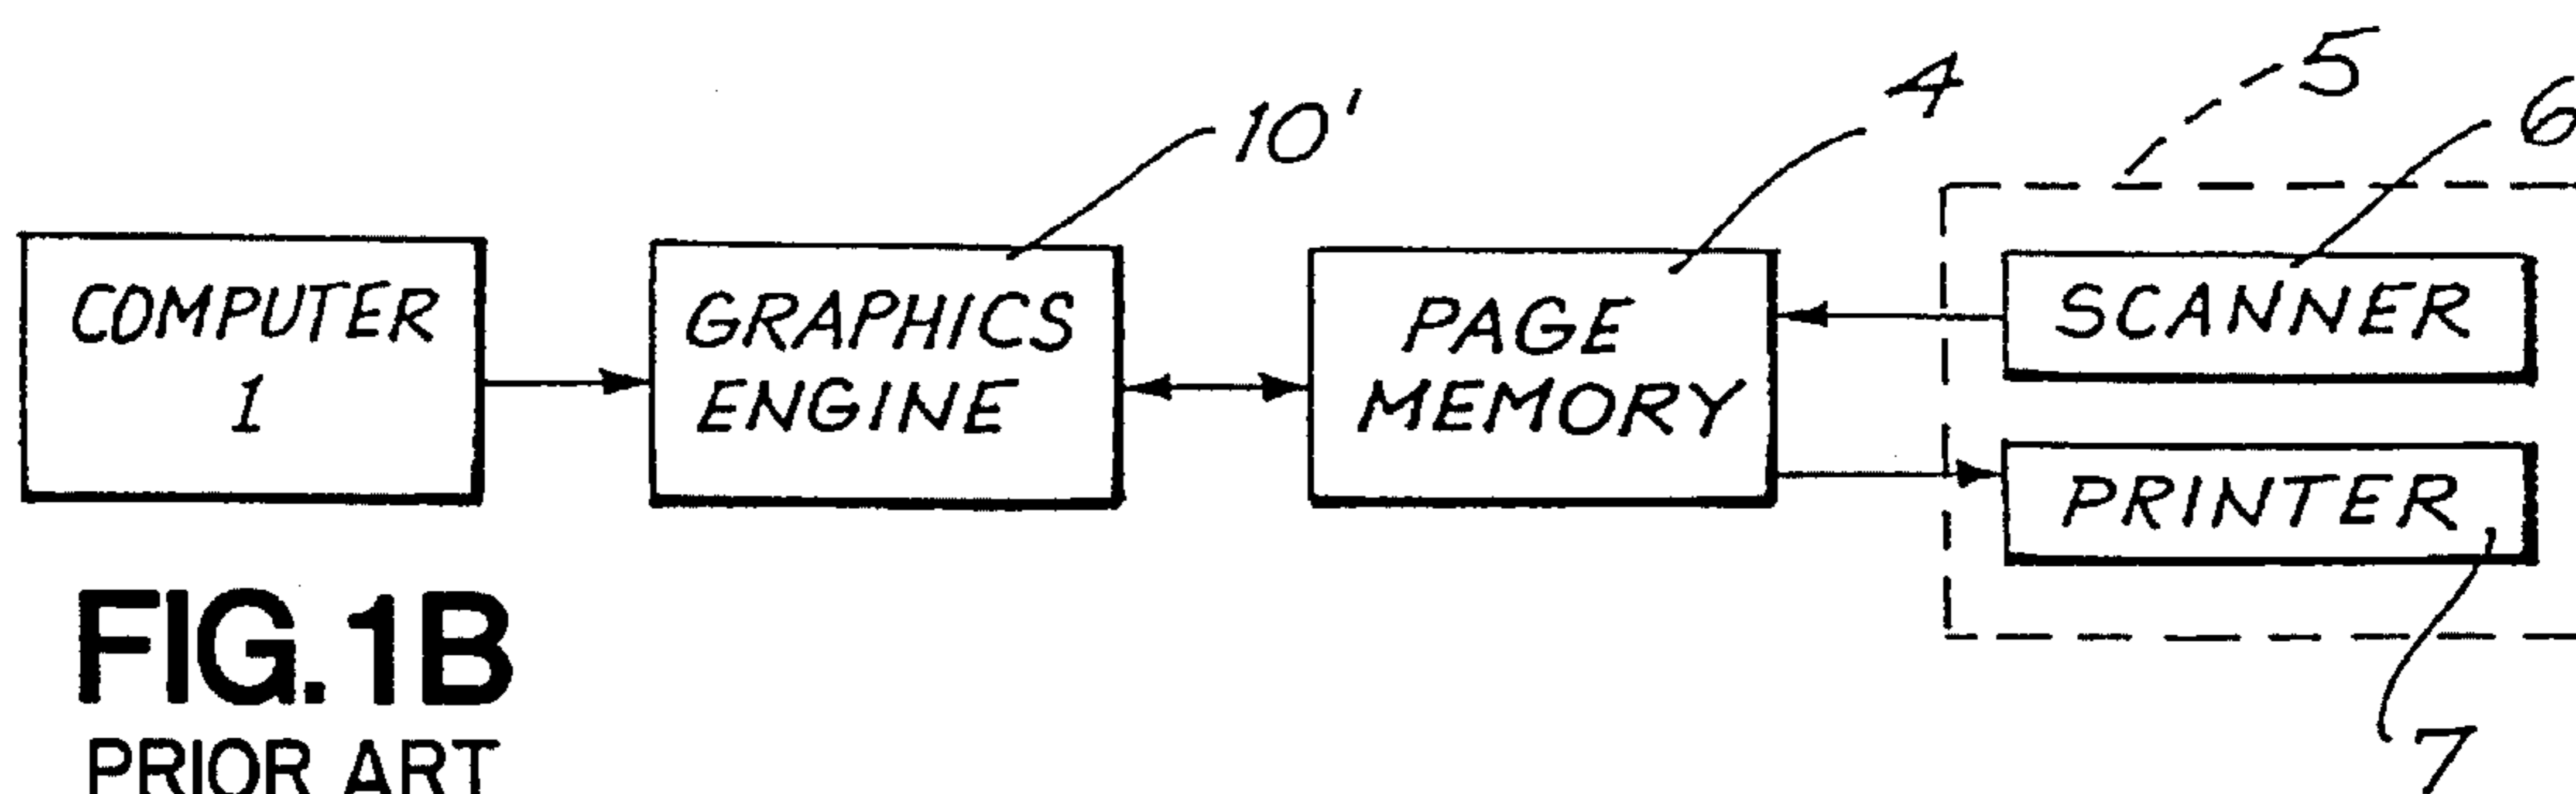 10'
4
5
6
COMPUTER
1
GRAPHICS
ENGINE
PAGE
MEMORY
SCANNER
PRINTER
7
FIG.1B
PRIOR ART